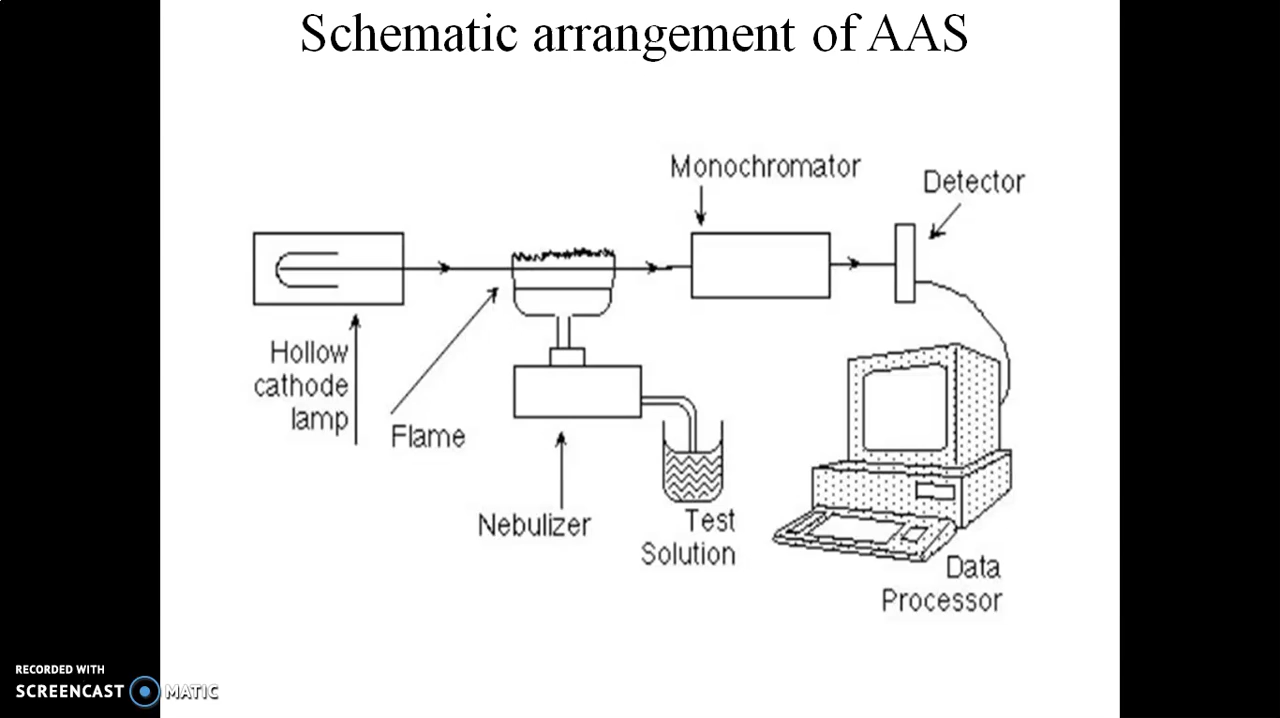 Schematic arrangement of AAS
Monochromator
Detector
Hollow
cathode
lamp
Flame
Nebulizer
Test
Solution
Data
Processor
RECORDED WITH
SCREENCAST MATIC